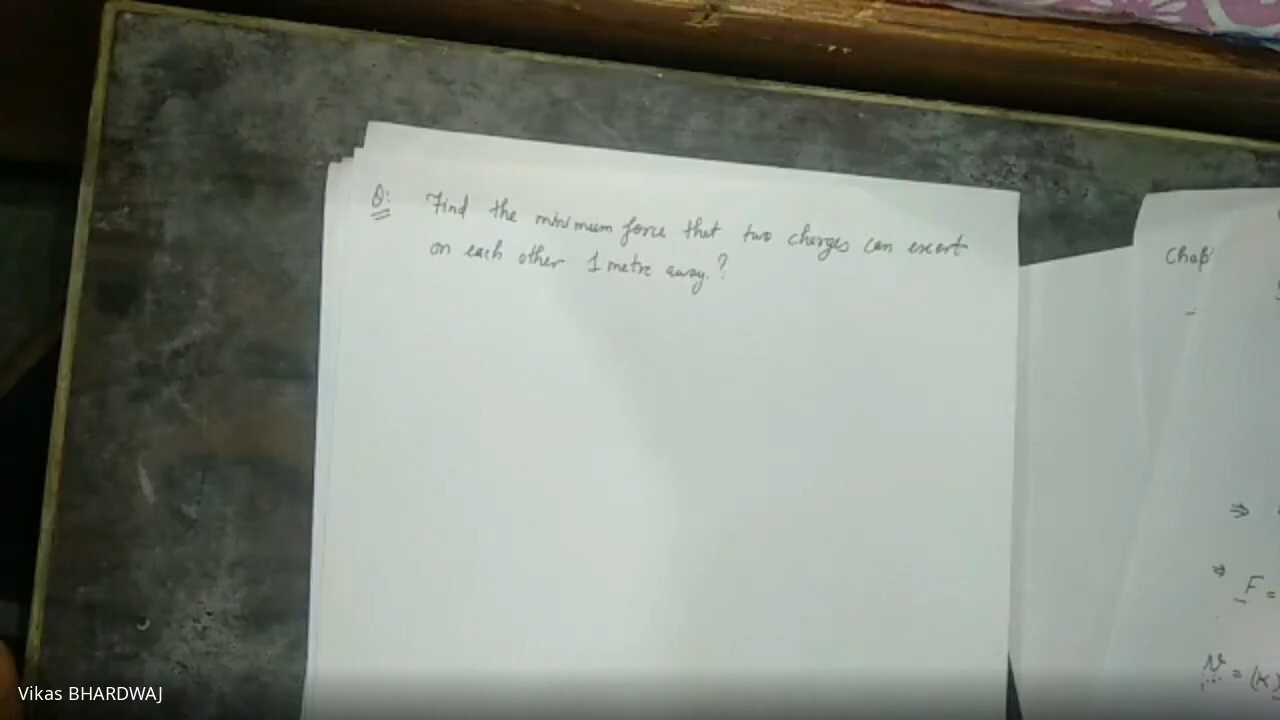 Q: Find the minimum force that two charges can exert
on each other 1 metre away.?
Chap
⇒
⇒ F =
N = (K)
Vikas BHARDWAJ